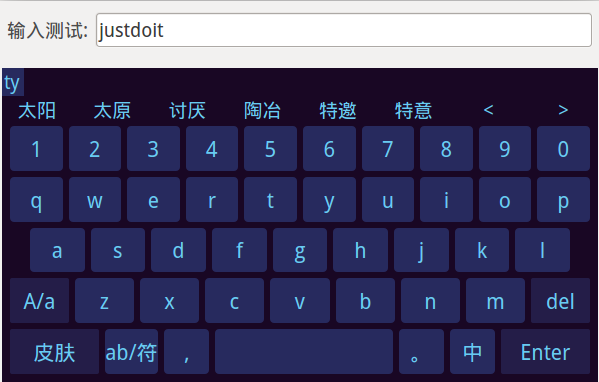 输入测试: justdoit
ty
太阳 太原 讨厌 陶冶 特邀 特意 < >
1 2 3 4 5 6 7 8 9 0
q w e r t y u i o p
a s d f g h j k l
A/a z x c v b n m del
皮肤 ab/符 , 。 中 Enter